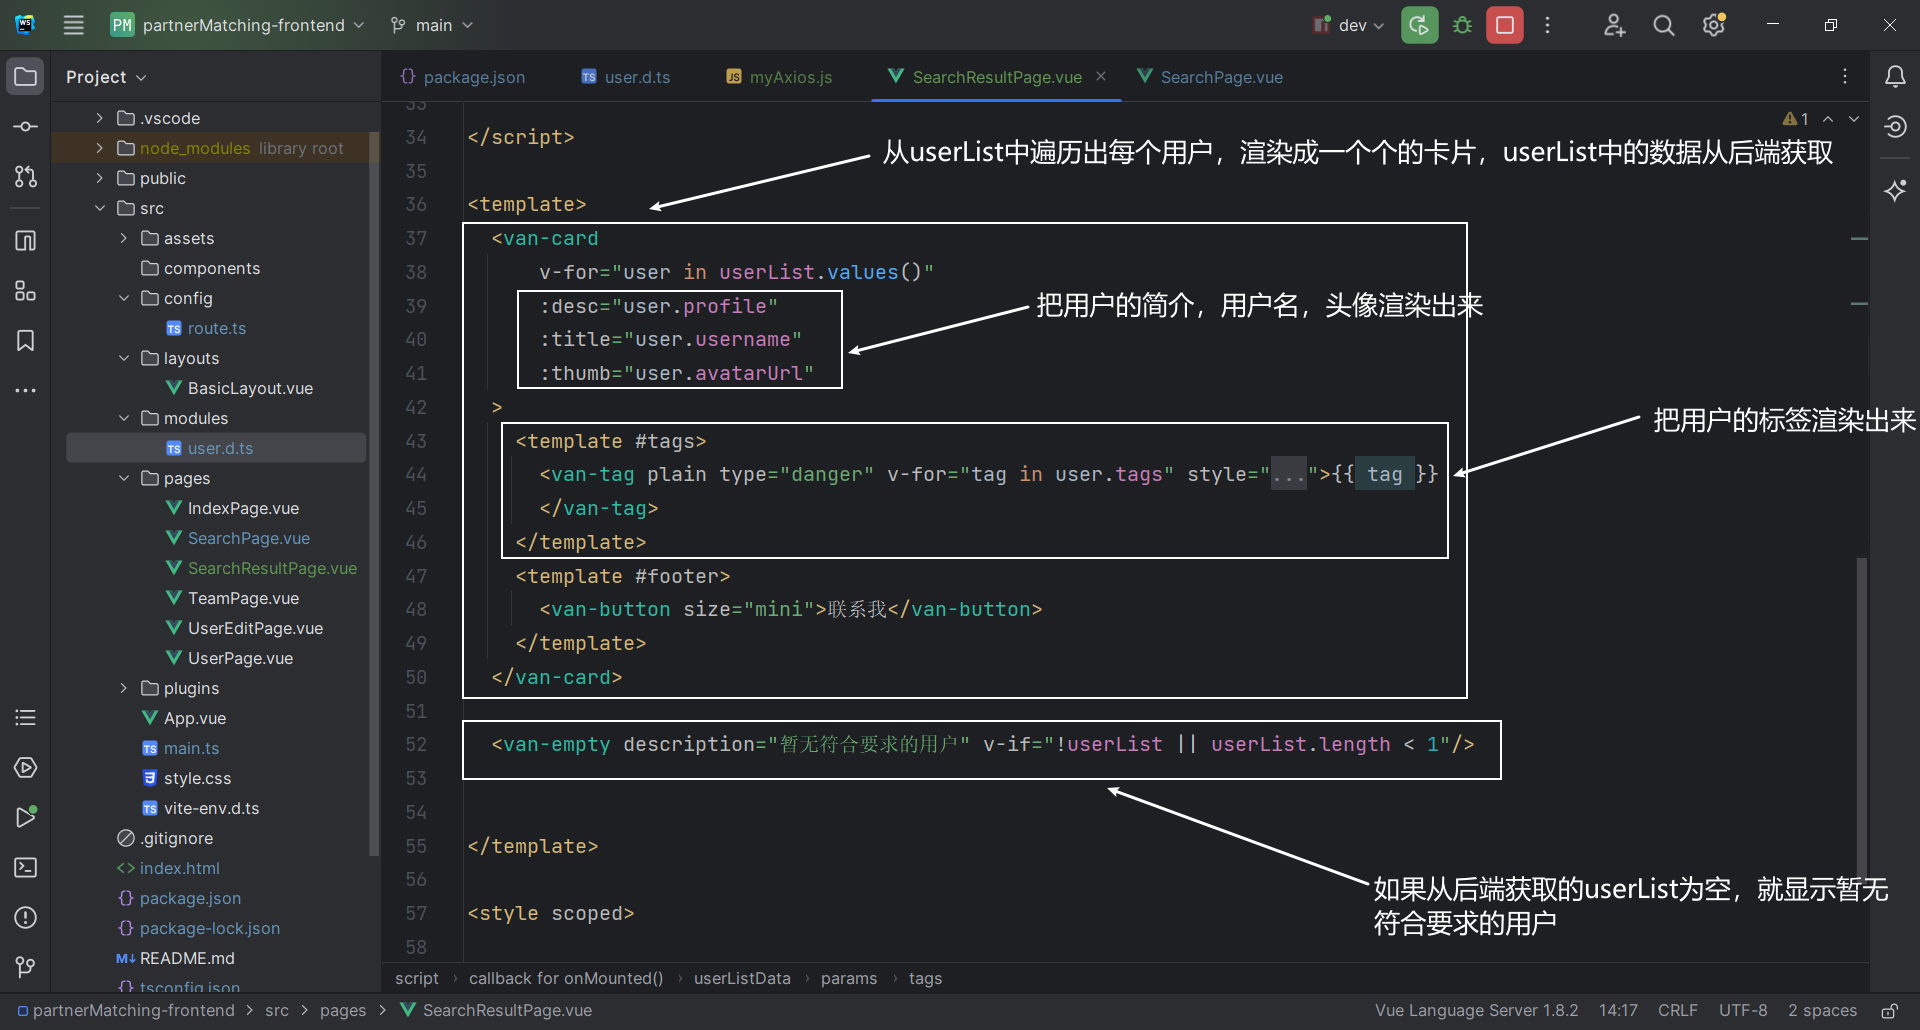 WS
PM partnerMatching-frontend
main
dev
Project
package.json
TS user.d.ts
JS myAxios.js
SearchResultPage.vue
SearchPage.vue
.vscode
node_modules library root
public
src
assets
components
config
TS route.ts
layouts
BasicLayout.vue
modules
TS user.d.ts
pages
IndexPage.vue
SearchPage.vue
SearchResultPage.vue
TeamPage.vue
UserEditPage.vue
UserPage.vue
plugins
App.vue
TS main.ts
style.css
TS vite-env.d.ts
.gitignore
index.html
package.json
package-lock.json
M↓ README.md
tsconfig.json
1
33
34 </script>
从userList中遍历出每个用户，渲染成一个个的卡片，userList中的数据从后端获取
35
36 <template>
37 <van-card
38 v-for="user in userList.values()"
39 :desc="user.profile"
把用户的简介，用户名，头像渲染出来
40 :title="user.username"
41 :thumb="user.avatarUrl"
42 >
把用户的标签渲染出来
43 <template #tags>
44 <van-tag plain type="danger" v-for="tag in user.tags" style="...">{{ tag }}
45 </van-tag>
46 </template>
47 <template #footer>
48 <van-button size="mini">联系我</van-button>
49 </template>
50 </van-card>
51
52 <van-empty description="暂无符合要求的用户" v-if="!userList || userList.length < 1"/>
53
54
55 </template>
56
如果从后端获取的userList为空，就显示暂无
符合要求的用户
57 <style scoped>
58
script › callback for onMounted() › userListData › params › tags
partnerMatching-frontend > src > pages > SearchResultPage.vue
Vue Language Server 1.8.2 14:17 CRLF UTF-8 2 spaces